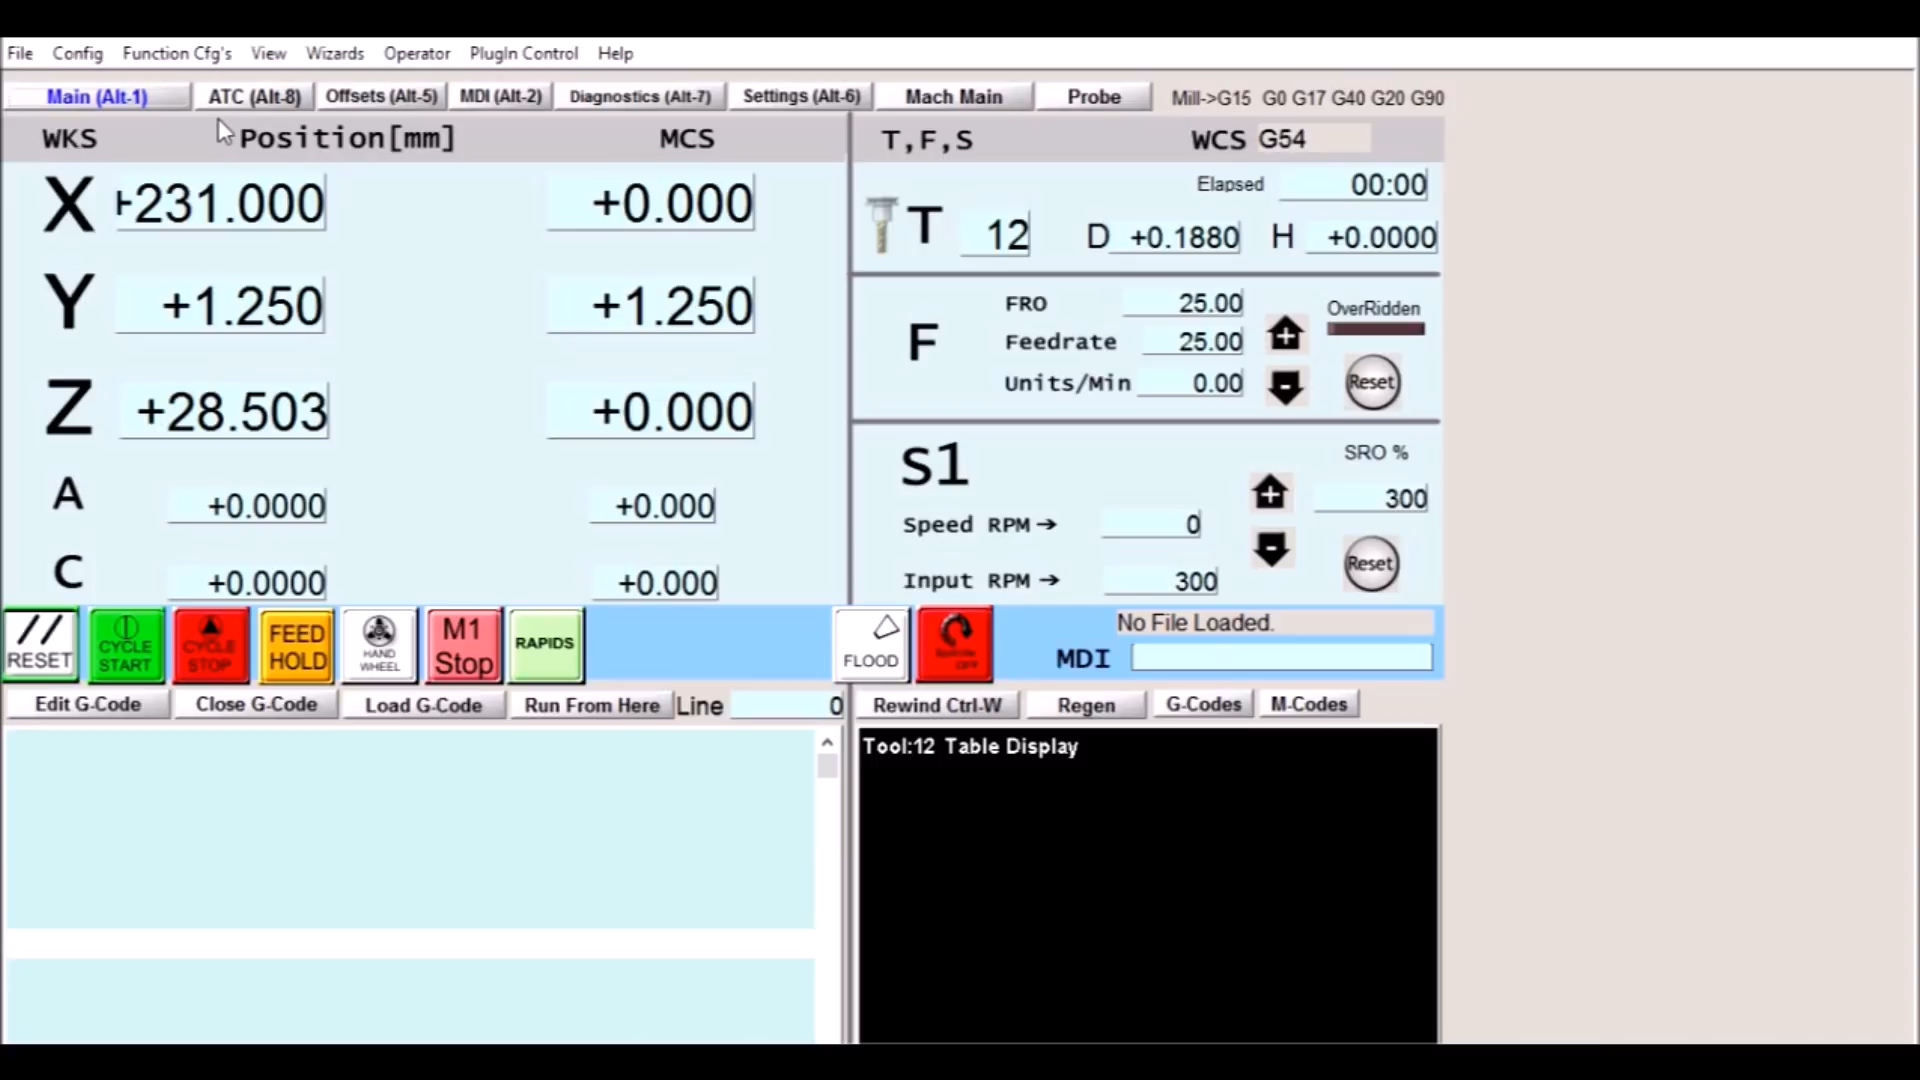 File Config Function Cfg's View Wizards Operator PlugIn Control Help
Main (Alt-1) ATC (Alt-8) Offsets (Alt-5) MDI (Alt-2) Diagnostics (Alt-7) Settings (Alt-6) Mach Main Probe Mill->G15 G0 G17 G40 G20 G90
WKS Position[mm] MCS
X +231.000 +0.000
Y +1.250 +1.250
Z +28.503 +0.000
A +0.0000 +0.000
C +0.0000 +0.000
T,F,S WCS G54
Elapsed 00:00
T 12 D +0.1880 H +0.0000
F
FRO 25.00
Feedrate 25.00
Units/Min 0.00
OverRidden
Reset
S1
SRO %
300
Speed RPM→ 0
Input RPM→ 300
Reset
// RESET
CYCLE START
CYCLE STOP
FEED HOLD
HAND WHEEL
M1 Stop
RAPIDS
FLOOD
OFF
No File Loaded.
MDI
Edit G-Code Close G-Code Load G-Code Run From Here Line 0
Rewind Ctrl-W Regen G-Codes M-Codes
Tool:12 Table Display